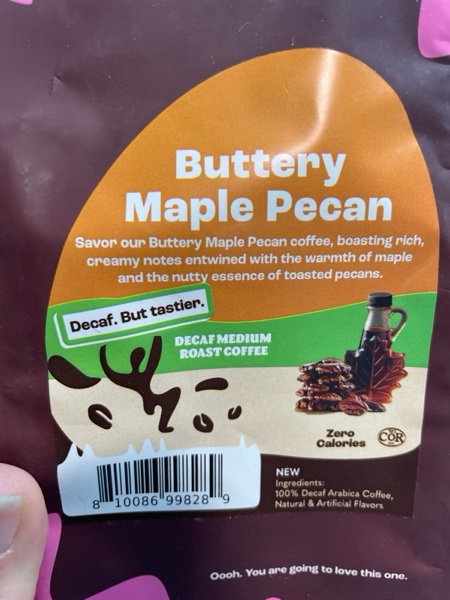 Buttery
Maple Pecan
Savor our Buttery Maple Pecan coffee, boasting rich,
creamy notes entwined with the warmth of maple
and the nutty essence of toasted pecans.
Decaf. But tastier.
DECAF MEDIUM
ROAST COFFEE
Zero
Calories
COR
8 10086 99828 9
NEW
Ingredients:
100% Decaf Arabica Coffee,
Natural & Artificial Flavors
Oooh. You are going to love this one.